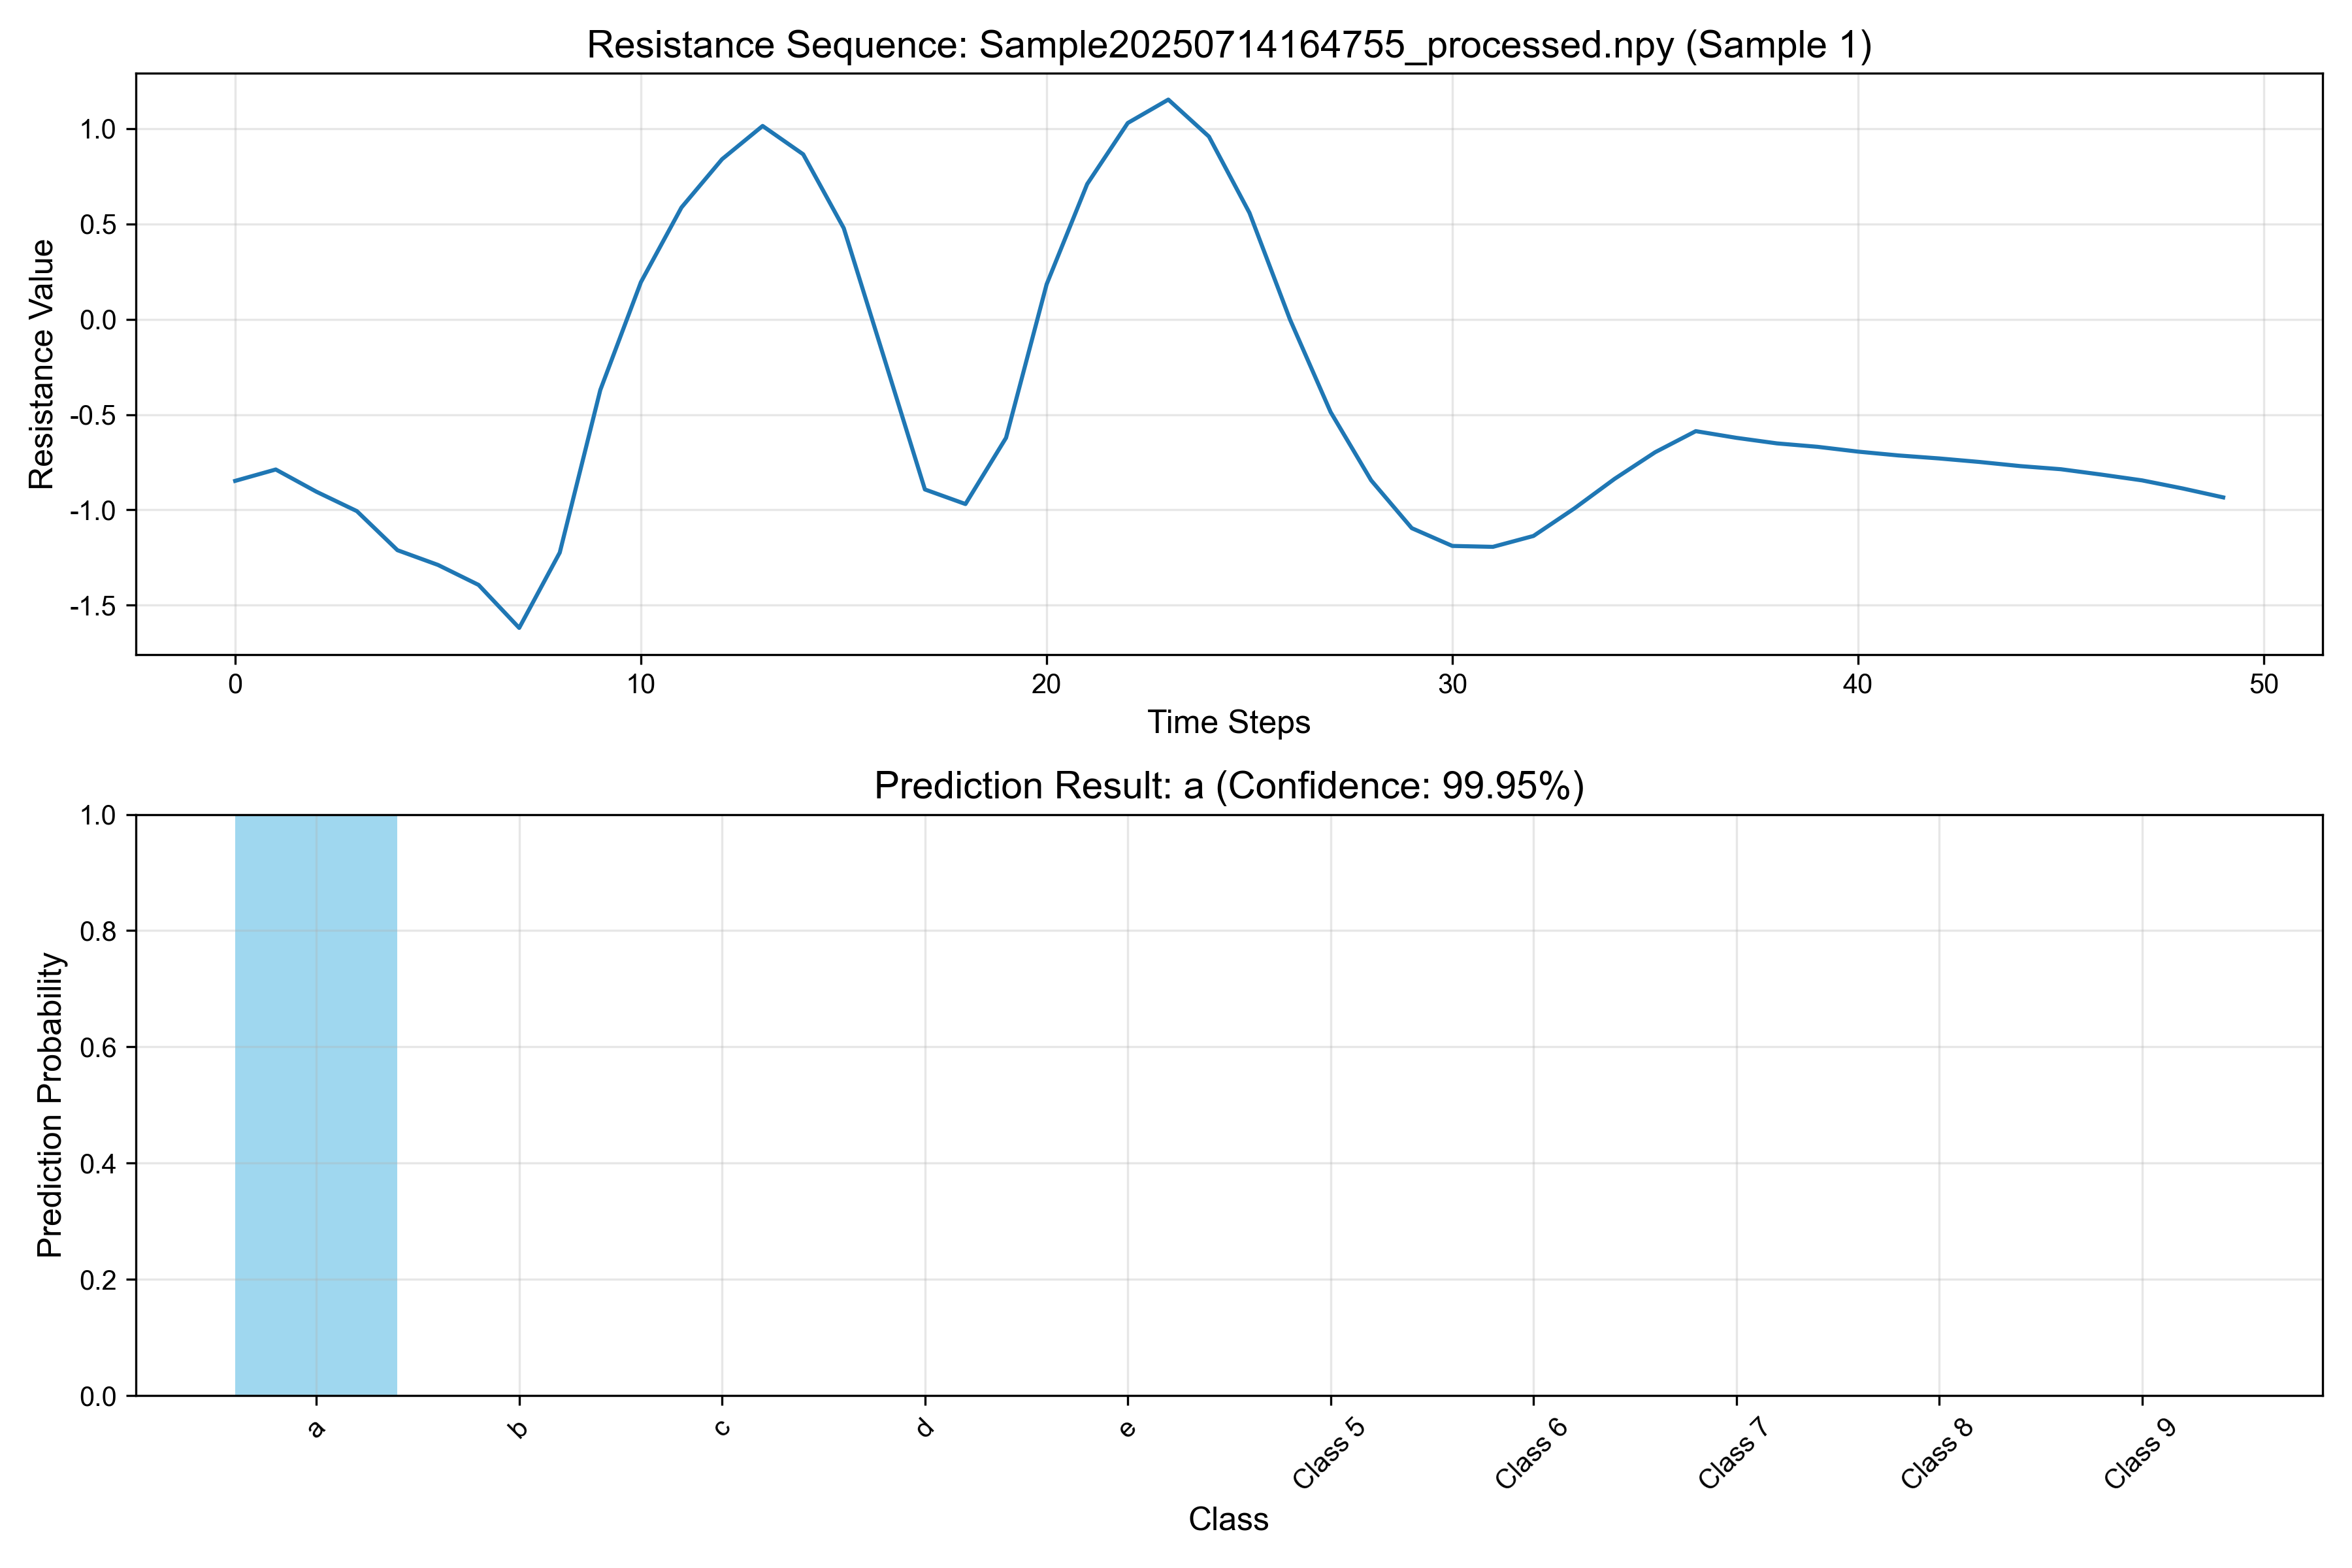 Resistance Sequence: Sample20250714164755_processed.npy (Sample 1)
Resistance Value
1.0
0.5
0.0
-0.5
-1.0
-1.5
0 10 20 30 40 50
Time Steps
Prediction Result: a (Confidence: 99.95%)
Prediction Probability
1.0
0.8
0.6
0.4
0.2
0.0
a b c d e Class 5 Class 6 Class 7 Class 8 Class 9
Class